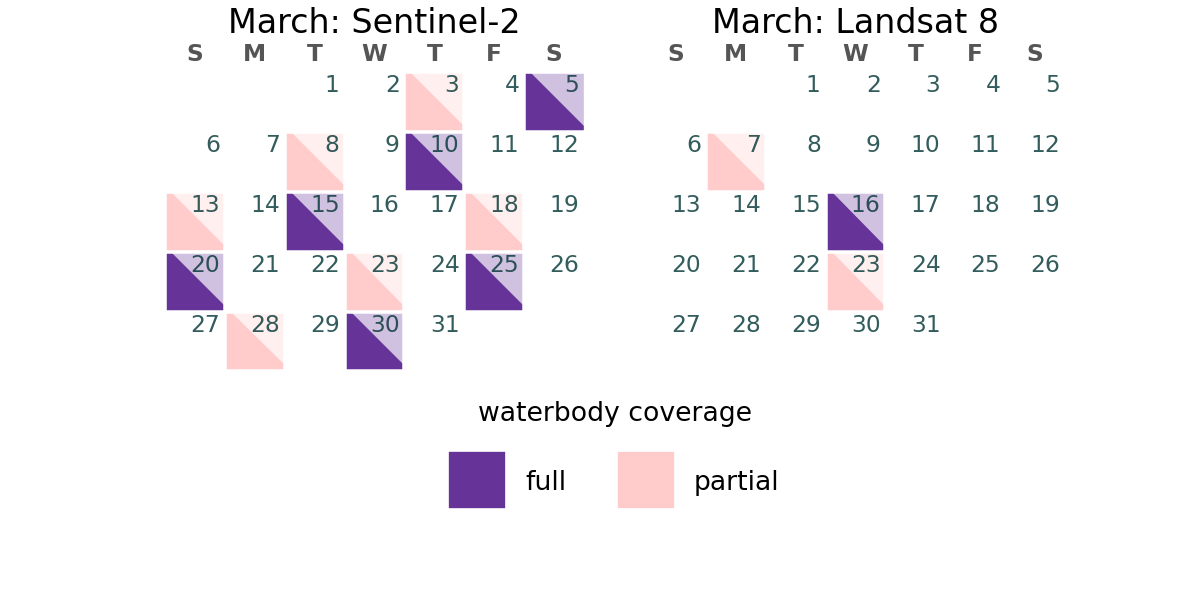 March: Sentinel-2
S M T W T F S
1 2 3 4 5
6 7 8 9 10 11 12
13 14 15 16 17 18 19
20 21 22 23 24 25 26
27 28 29 30 31
March: Landsat 8
S M T W T F S
1 2 3 4 5
6 7 8 9 10 11 12
13 14 15 16 17 18 19
20 21 22 23 24 25 26
27 28 29 30 31
waterbody coverage
full
partial